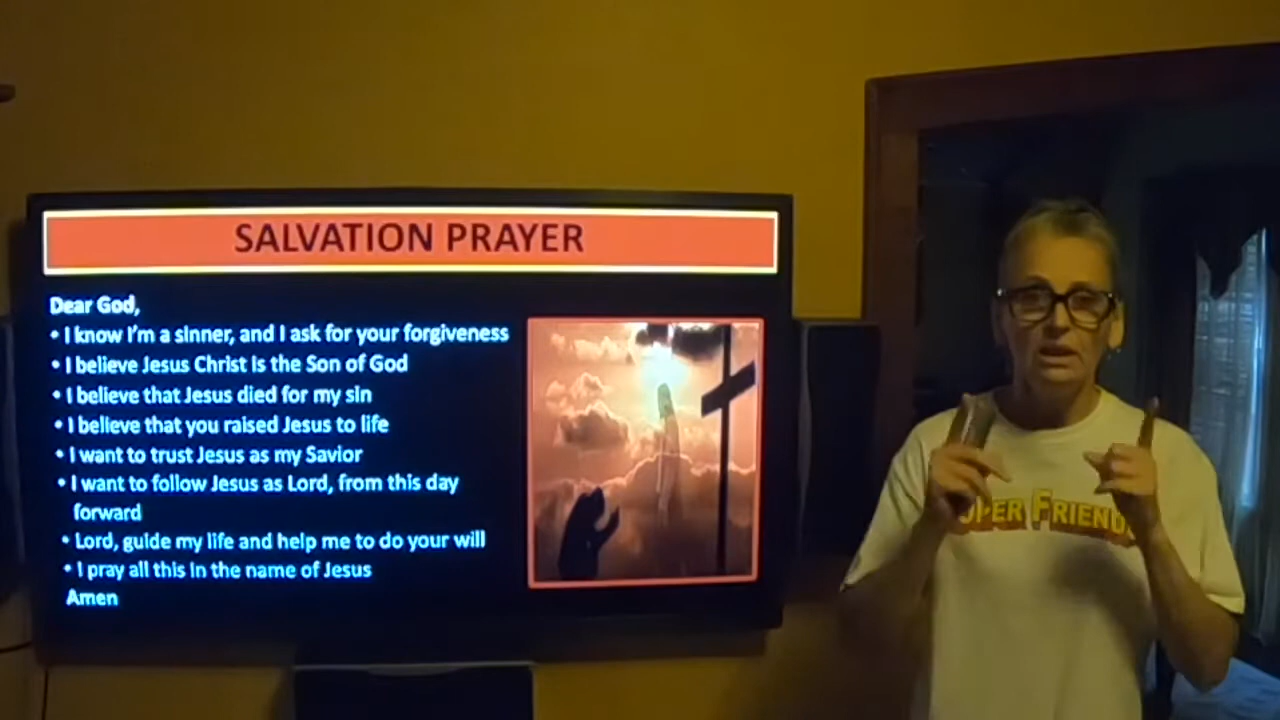 SALVATION PRAYER
Dear God,
• I know I'm a sinner, and I ask for your forgiveness
• I believe Jesus Christ is the Son of God
• I believe that Jesus died for my sin
• I believe that you raised Jesus to life
• I want to trust Jesus as my Savior
• I want to follow Jesus as Lord, from this day
forward
• Lord, guide my life and help me to do your will
• I pray all this in the name of Jesus
Amen
UPER FRIEND